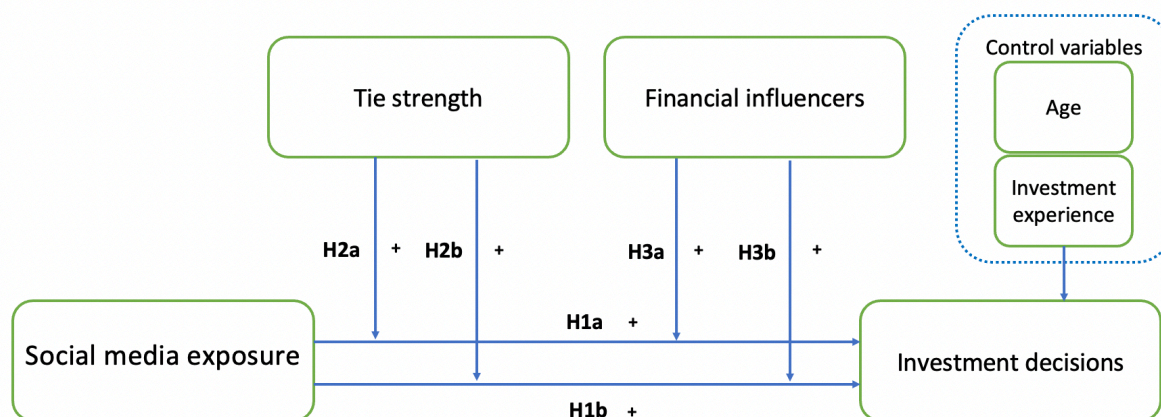 Control variables
Tie strength
Financial influencers
Age
Investment
experience
H2a + H2b +
H3a + H3b +
H1a +
Social media exposure
Investment decisions
H1b +